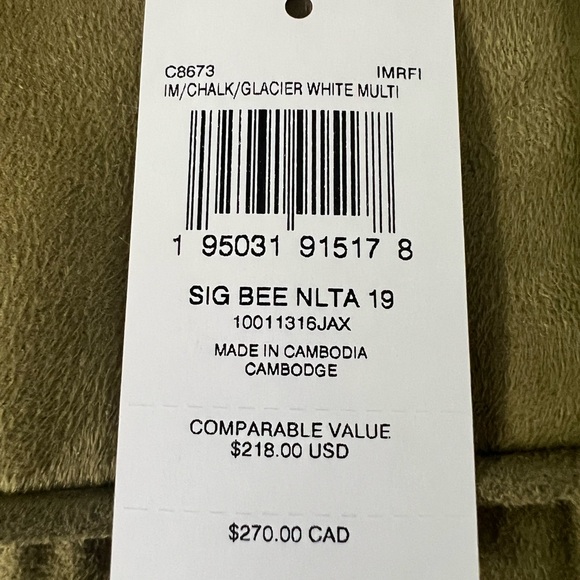 C8673 IMRFI
IM/CHALK/GLACIER WHITE MULTI
1 95031 91517 8
SIG BEE NLTA 19
10011316JAX
MADE IN CAMBODIA
CAMBODGE
COMPARABLE VALUE
$218.00 USD
$270.00 CAD